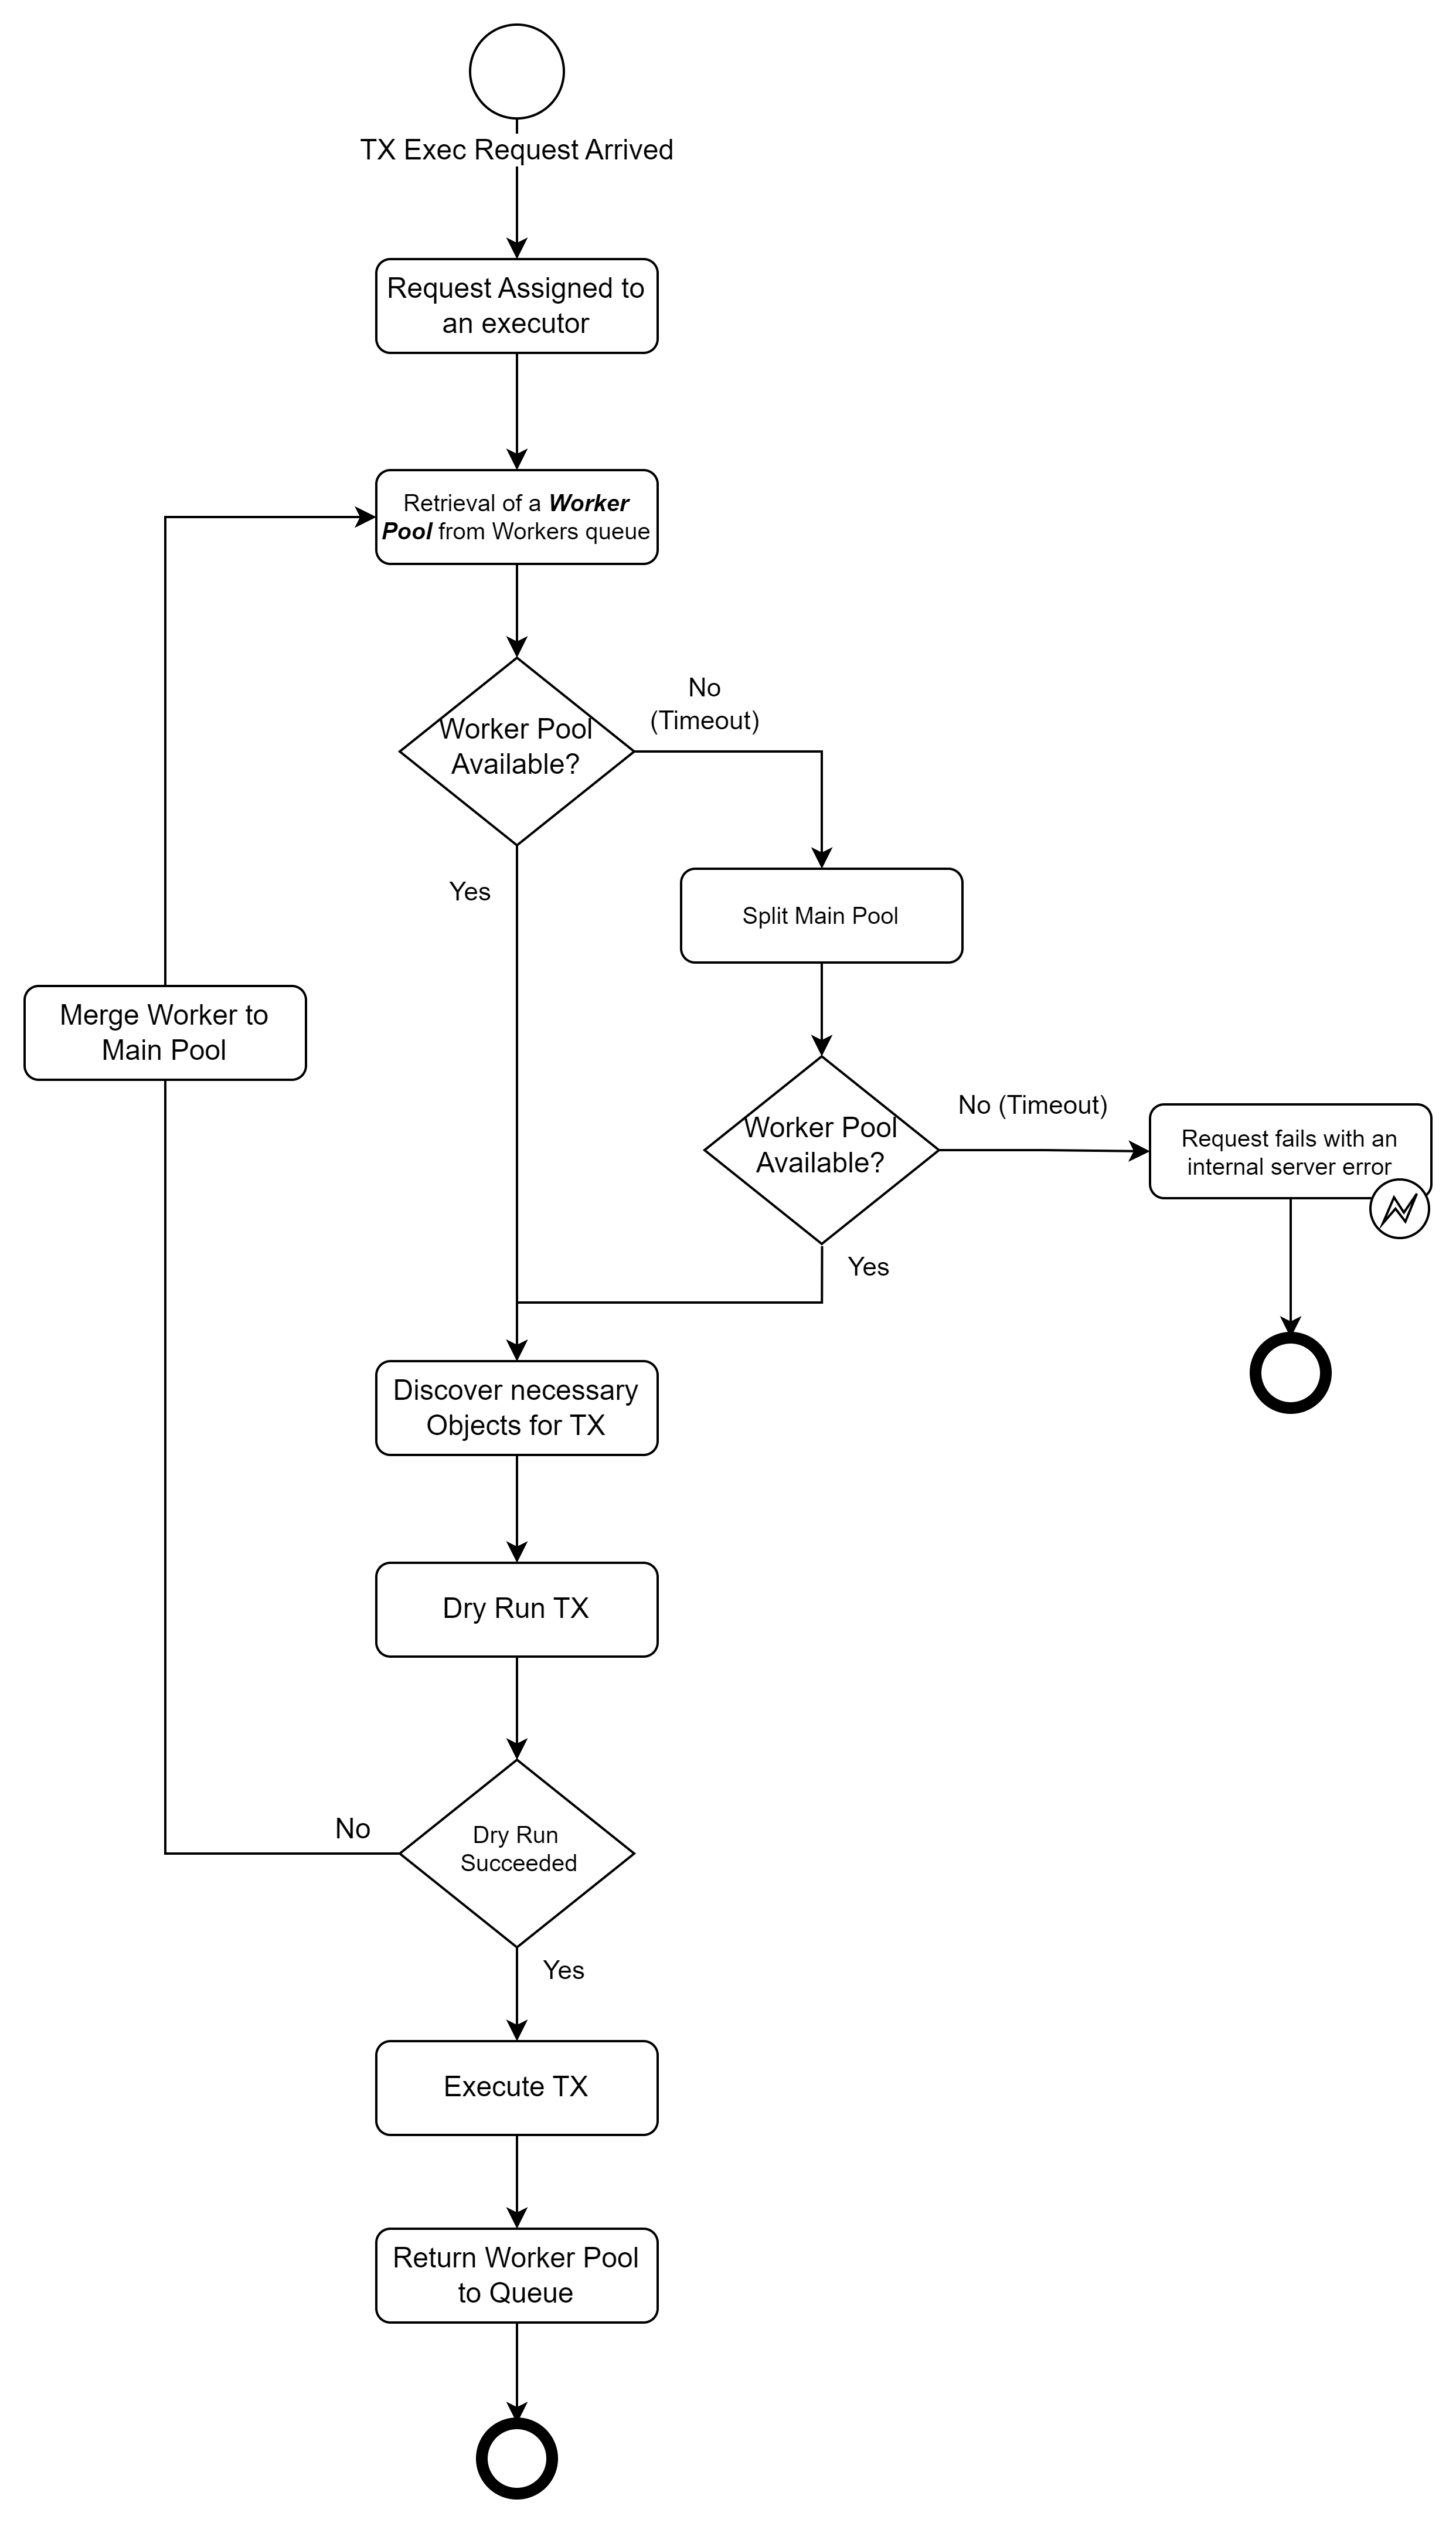 TX Exec Request Arrived
Request Assigned to
an executor
Retrieval of a Worker
Pool from Workers queue
Worker Pool
Available?
No
(Timeout)
Yes
Split Main Pool
Merge Worker to
Main Pool
Worker Pool
Available?
No (Timeout)
Request fails with an
internal server error
Yes
Discover necessary
Objects for TX
Dry Run TX
Dry Run
Succeeded
No
Yes
Execute TX
Return Worker Pool
to Queue